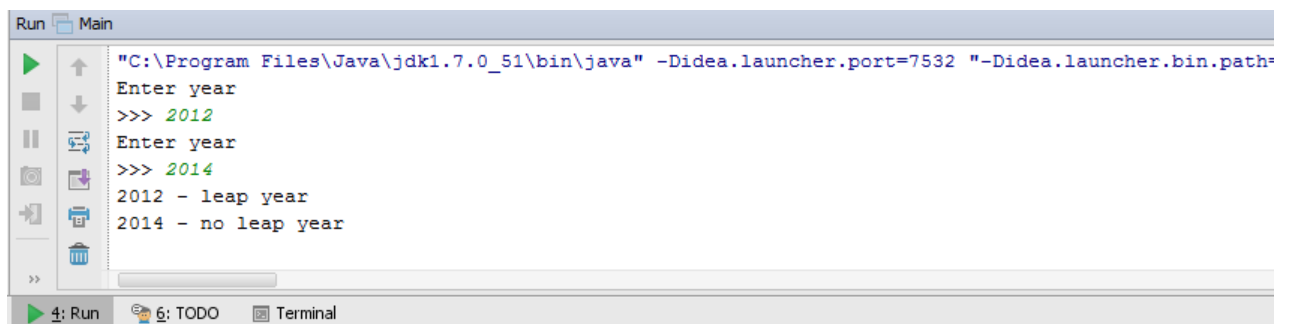 Run Main
"C:\Program Files\Java\jdk1.7.0_51\bin\java" -Didea.launcher.port=7532 "-Didea.launcher.bin.path=
Enter year
>>> 2012
Enter year
>>> 2014
2012 - leap year
2014 - no leap year
4: Run 6: TODO Terminal